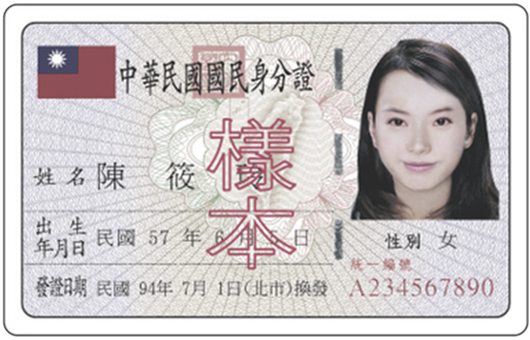 中華民國國民身分證
樣本
姓名 陳 筱
出生年月日 民國 57 年 6 月 5 日
性別 女
統一編號
發證日期 民國 94年 7月 1日(北市)換發
A234567890